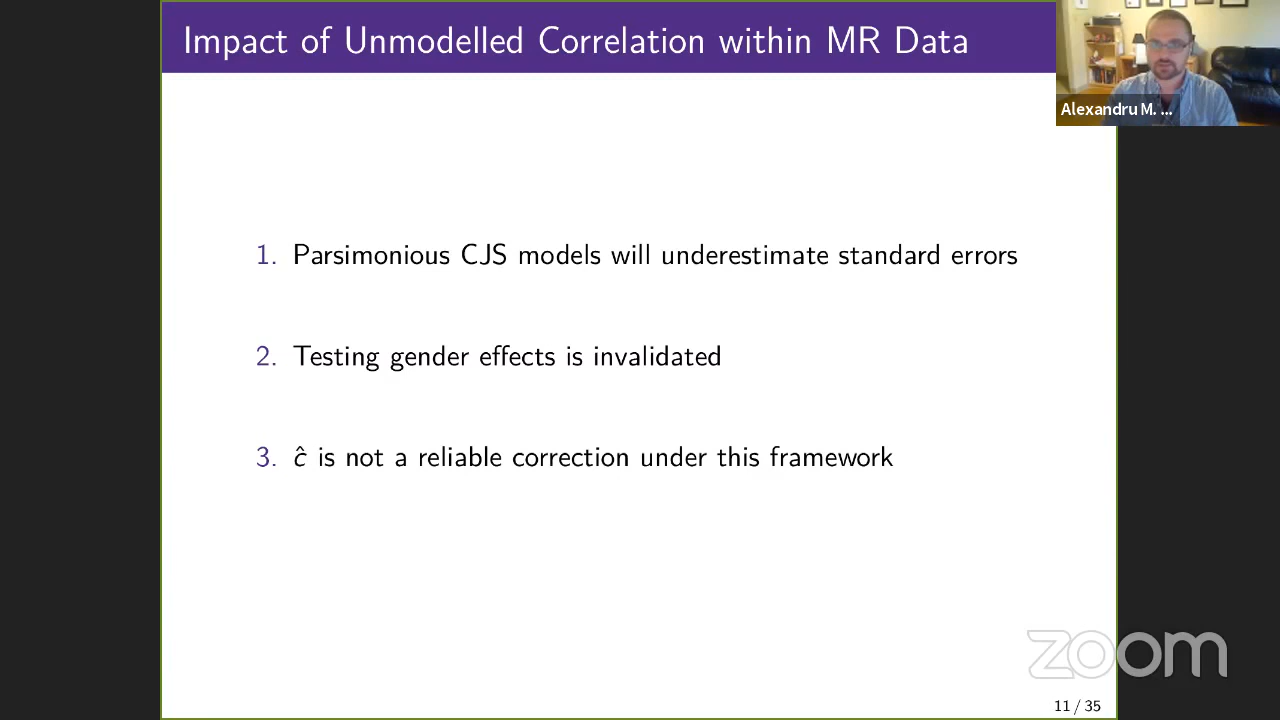 Impact of Unmodelled Correlation within MR Data
Alexandru M. ...
1. Parsimonious CJS models will underestimate standard errors
2. Testing gender effects is invalidated
3. ĉ is not a reliable correction under this framework
zoom
11 / 35